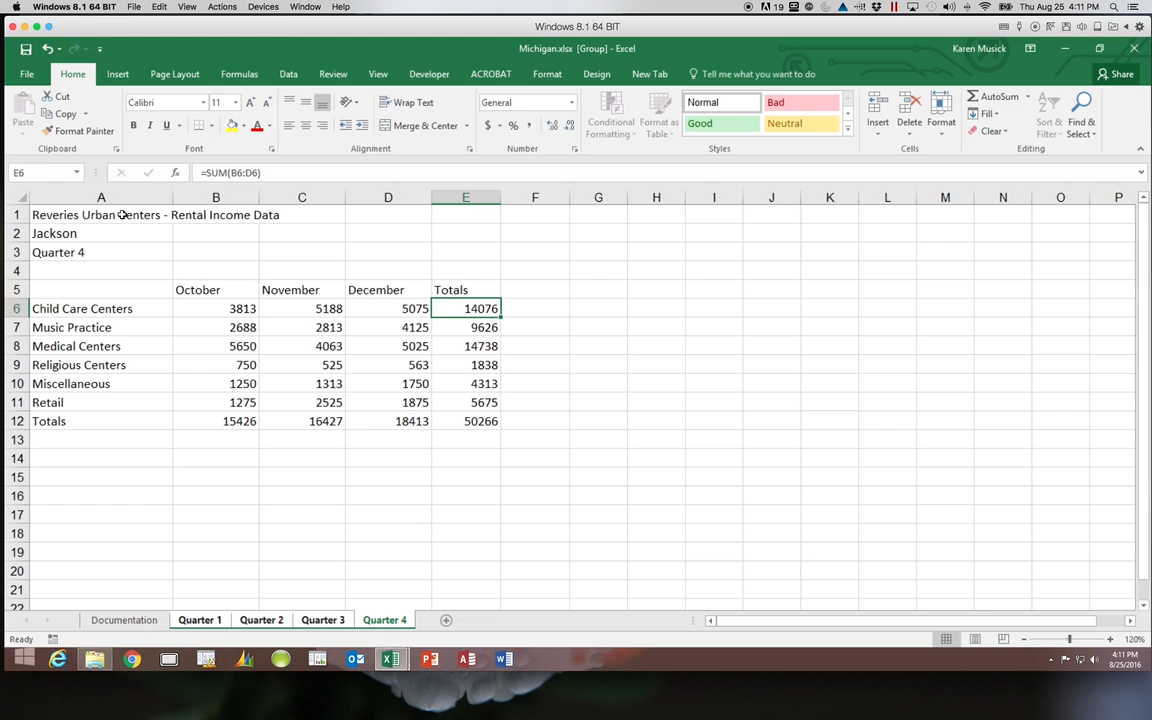 Windows 8.1 64 BIT File Edit View Actions Devices Window Help 19 Thu Aug 25 4:11 PM
Windows 8.1 64 BIT
Michigan.xlsx [Group] - Excel Karen Musick
File Home Insert Page Layout Formulas Data Review View Developer ACROBAT Format Design New Tab Tell me what you want to do Share
Paste Cut Copy Format Painter
Clipboard
Calibri 11
B I U
Font
Wrap Text
Merge & Center
Alignment
General
$ % ,
Number
Conditional Formatting Format as Table
Normal Bad
Good Neutral
Styles
Insert Delete Format
Cells
AutoSum
Fill
Clear
Sort & Filter Find & Select
Editing
E6 fx =SUM(B6:D6)
A B C D E F G H I J K L M N O P
1 Reveries Urban Centers - Rental Income Data
2 Jackson
3 Quarter 4
4
5 October November December Totals
6 Child Care Centers 3813 5188 5075 14076
7 Music Practice 2688 2813 4125 9626
8 Medical Centers 5650 4063 5025 14738
9 Religious Centers 750 525 563 1838
10 Miscellaneous 1250 1313 1750 4313
11 Retail 1275 2525 1875 5675
12 Totals 15426 16427 18413 50266
13
14
15
16
17
18
19
20
21
22
Documentation Quarter 1 Quarter 2 Quarter 3 Quarter 4
Ready 120%
4:11 PM
8/25/2016